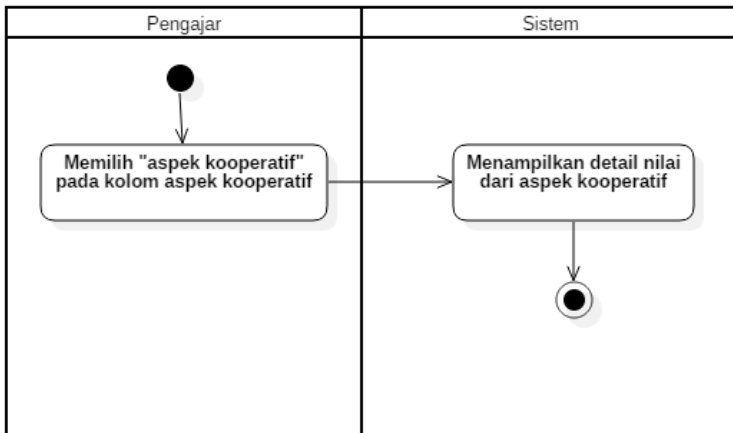 Pengajar
Sistem
Memilih "aspek kooperatif"
pada kolom aspek kooperatif
Menampilkan detail nilai
dari aspek kooperatif